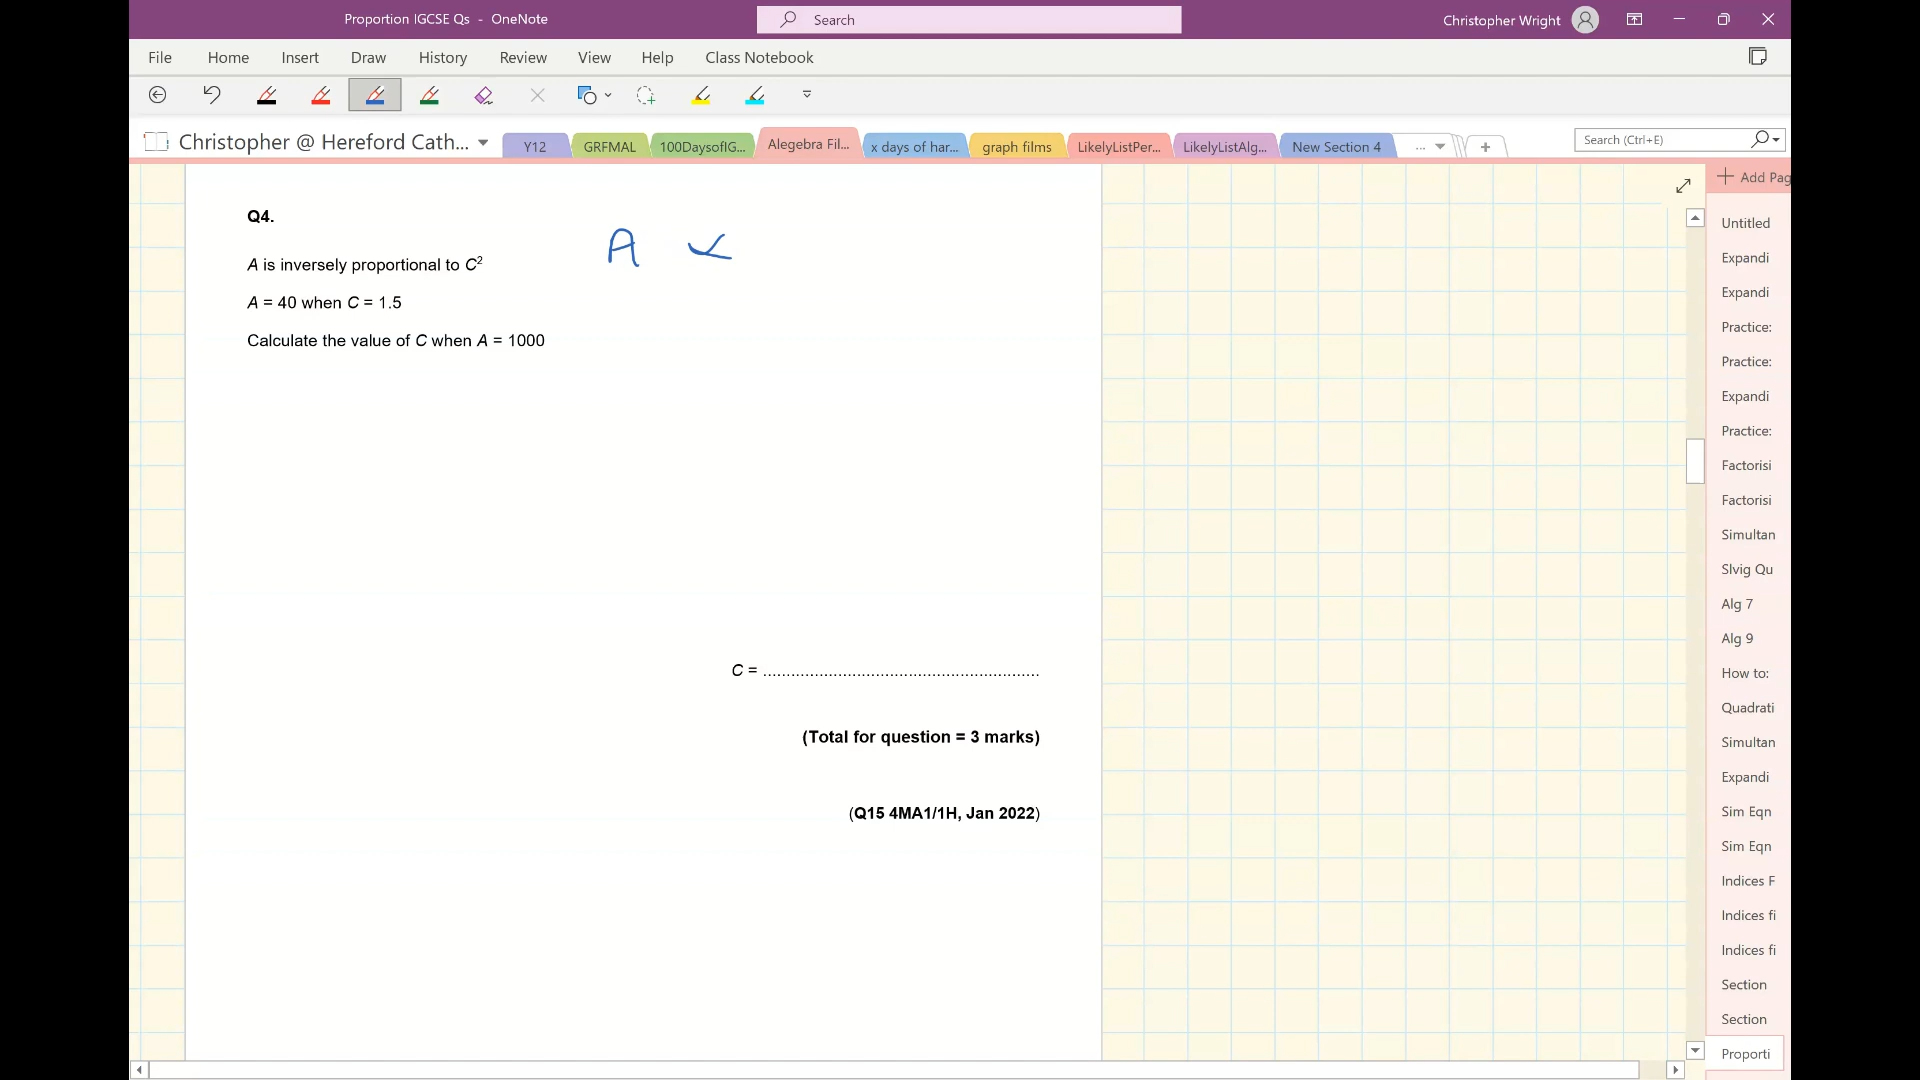 Proportion IGCSE Qs - OneNote
Search
Christopher Wright
File Home Insert Draw History Review View Help Class Notebook
Christopher @ Hereford Cath...
Y12 GRFMAL 100DaysofIG... Alegebra Fil... x days of har... graph films LikelyListPer... LikelyListAlg... New Section 4 ...
Search (Ctrl+E)
Add Pag
Q4.
A ∝
A is inversely proportional to C²
A = 40 when C = 1.5
Calculate the value of C when A = 1000
C = ............................................................
(Total for question = 3 marks)
(Q15 4MA1/1H, Jan 2022)
Untitled
Expandi
Expandi
Practice:
Practice:
Expandi
Practice:
Factorisi
Factorisi
Simultan
Slvig Qu
Alg 7
Alg 9
How to:
Quadrati
Simultan
Expandi
Sim Eqn
Sim Eqn
Indices F
Indices fi
Indices fi
Section
Section
Proporti